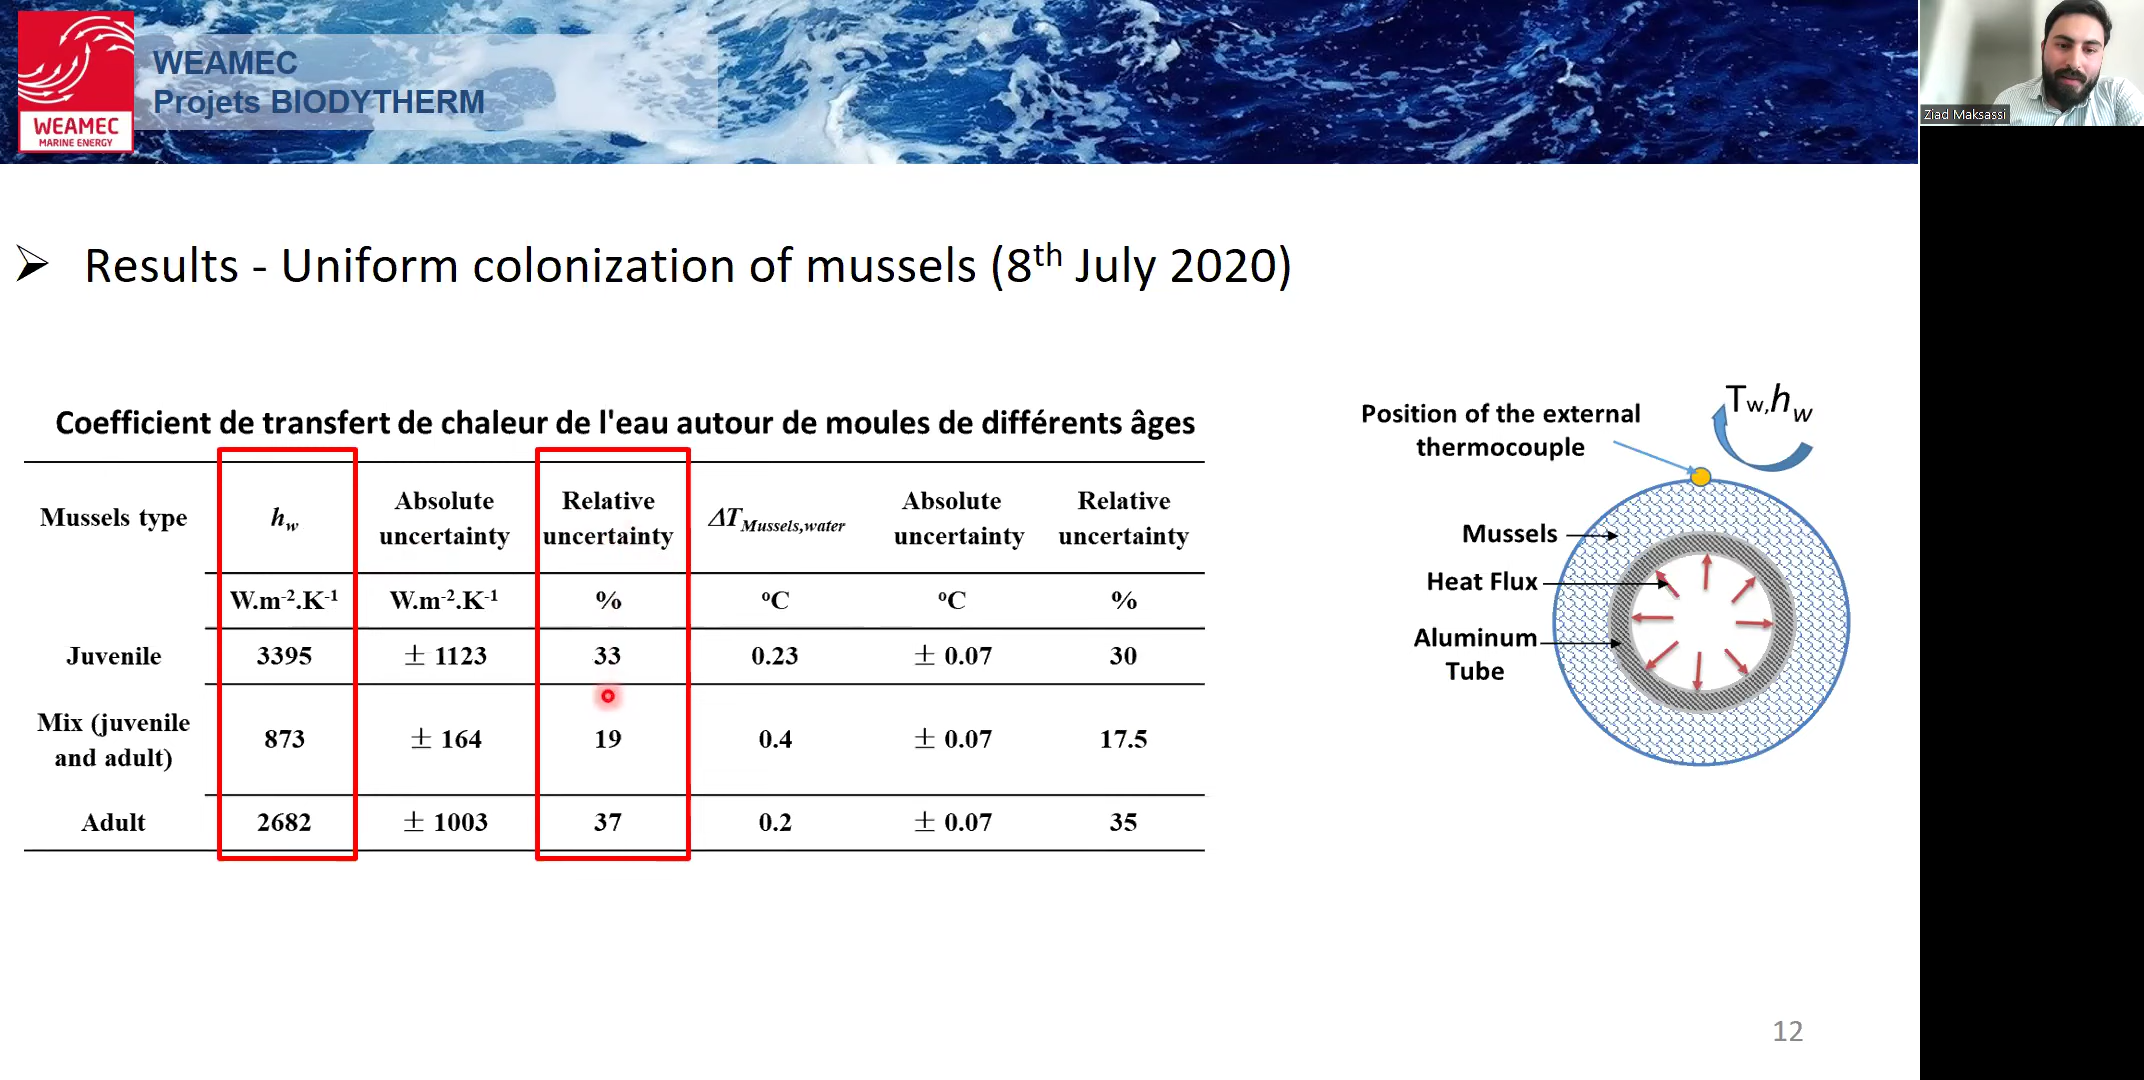 WEAMEC
Projets BIODYTHERM
WEAMEC
MARINE ENERGY
Ziad Maksassi
➢ Results - Uniform colonization of mussels (8th July 2020)
Coefficient de transfert de chaleur de l'eau autour de moules de différents âges
Mussels type hw Absolute uncertainty Relative uncertainty ΔTMussels,water Absolute uncertainty Relative uncertainty
W.m-2.K-1 W.m-2.K-1 % oC oC %
Juvenile 3395 ± 1123 33 0.23 ± 0.07 30
Mix (juvenile and adult) 873 ± 164 19 0.4 ± 0.07 17.5
Adult 2682 ± 1003 37 0.2 ± 0.07 35
Position of the external
thermocouple
Tw,hw
Mussels
Heat Flux
Aluminum
Tube
12